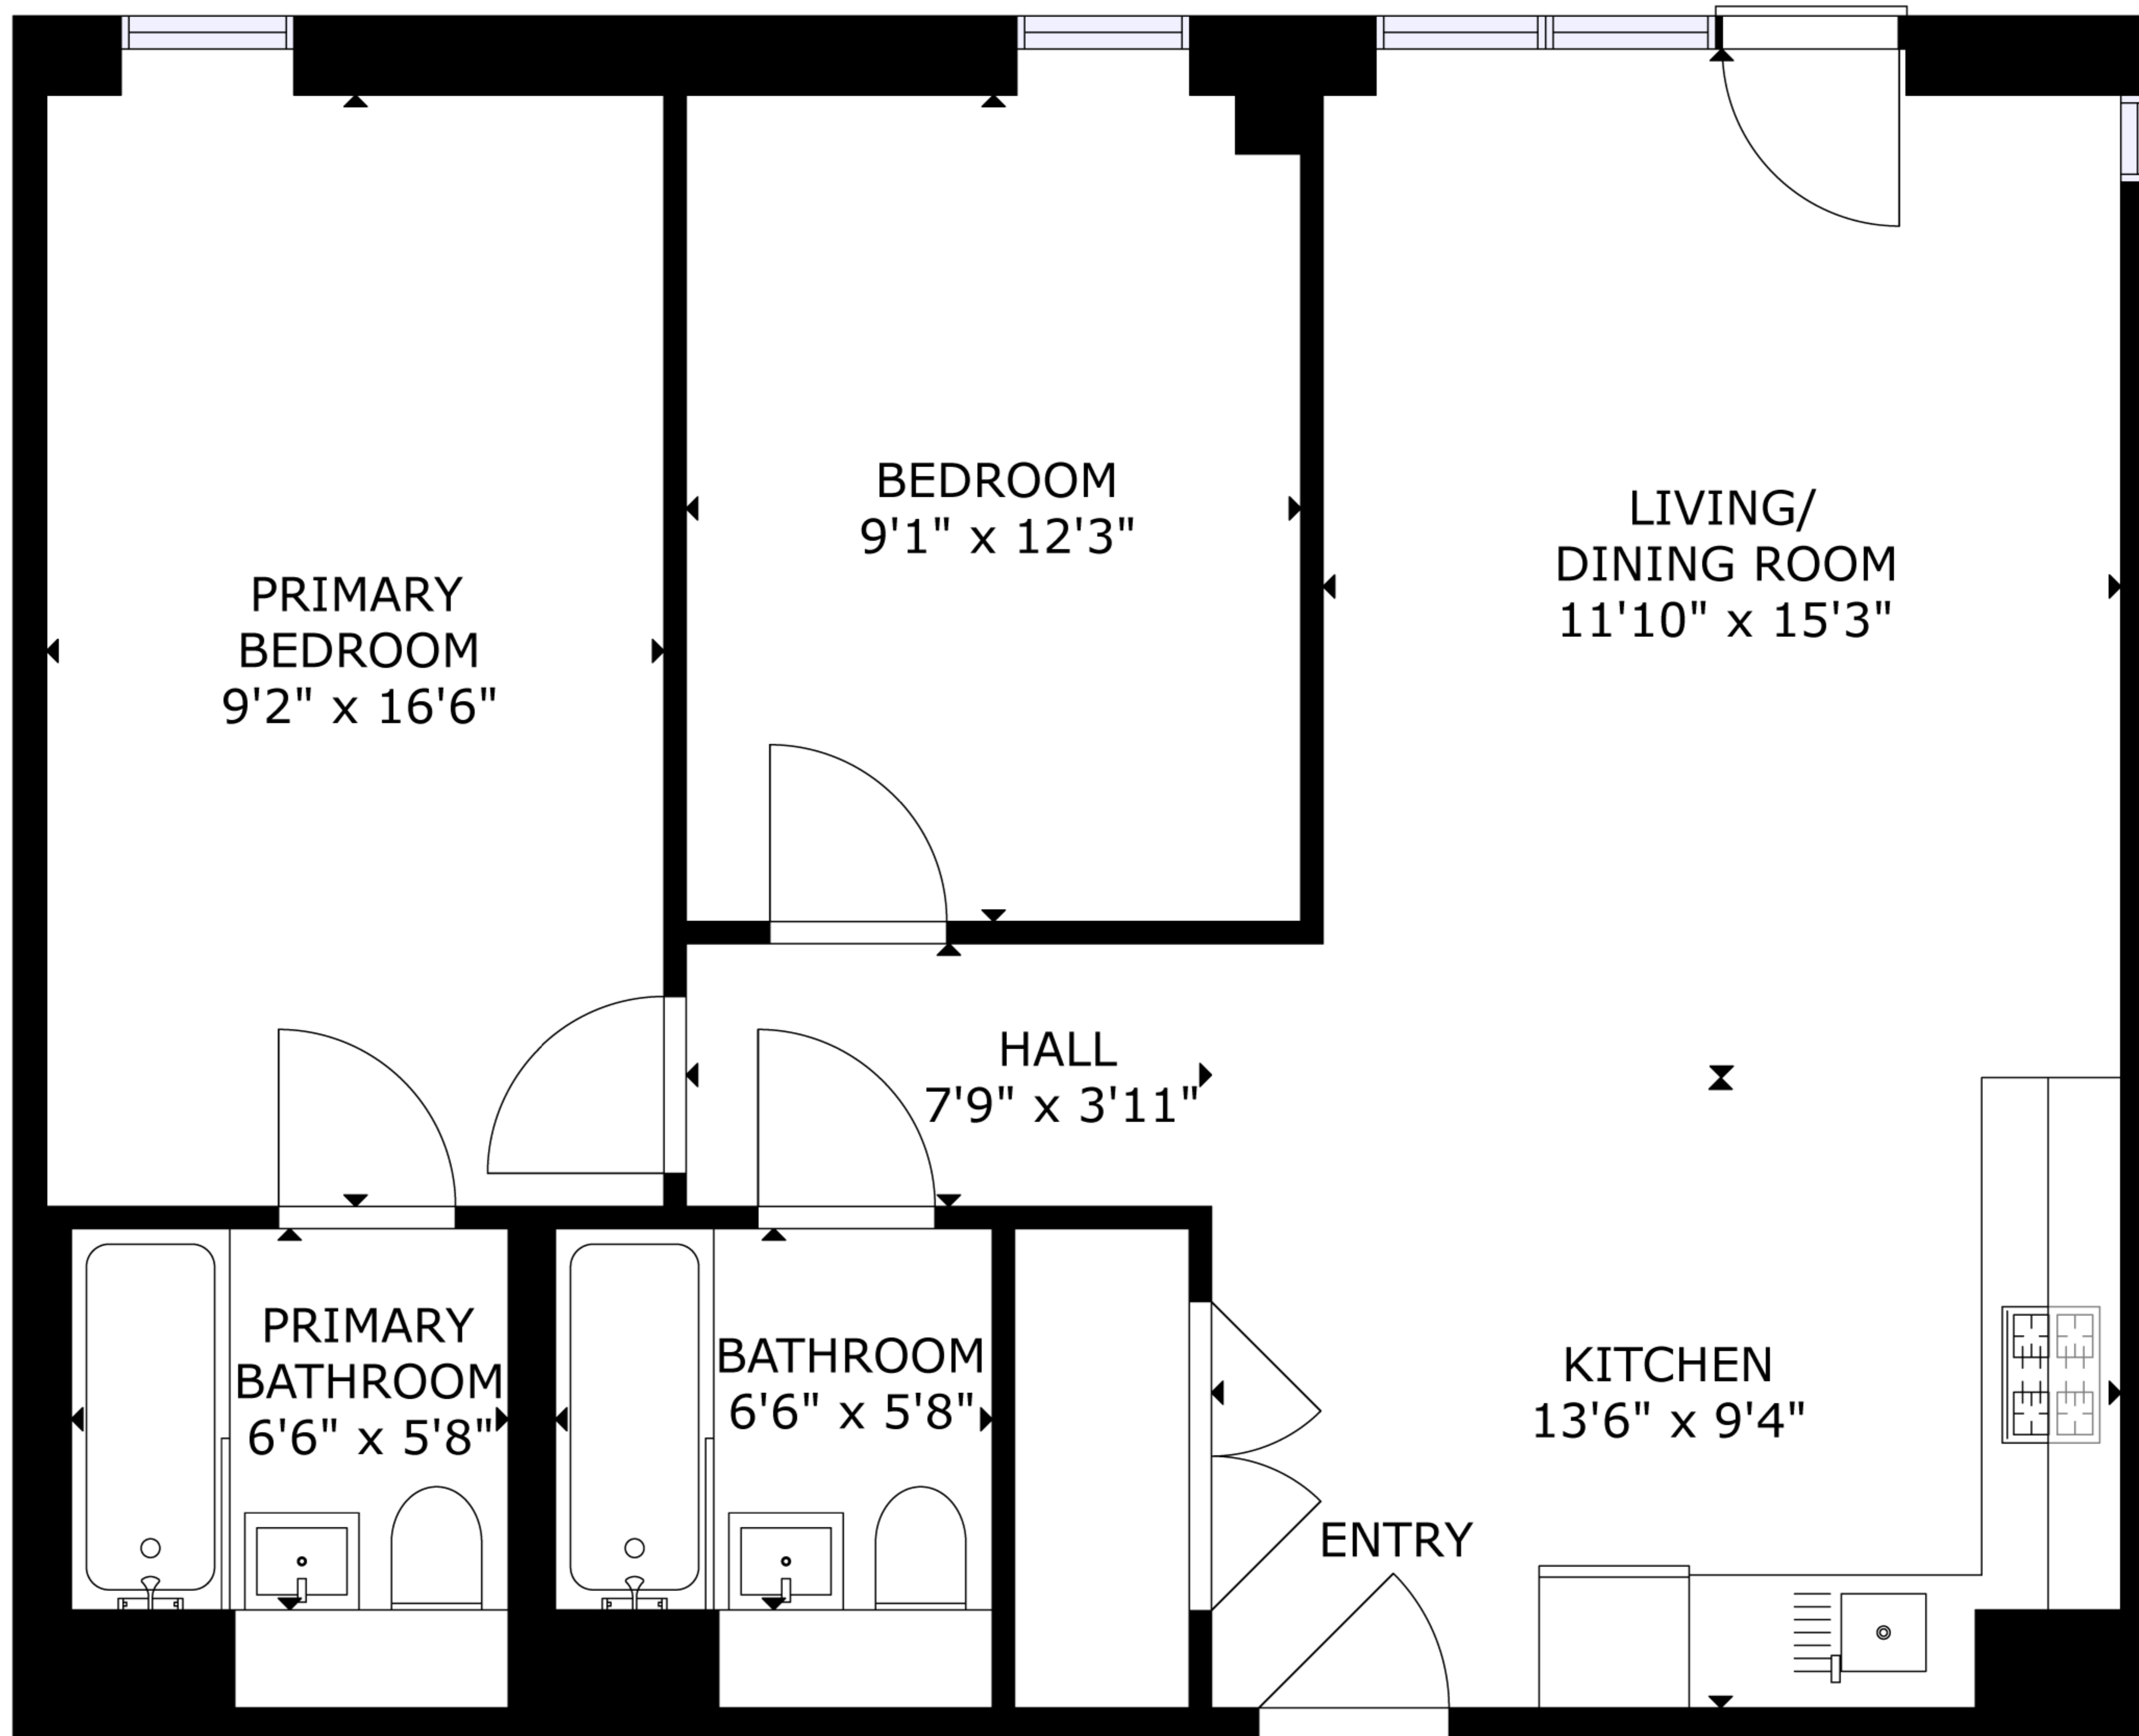 BEDROOM
9'1" x 12'3"
LIVING/
DINING ROOM
11'10" x 15'3"
PRIMARY
BEDROOM
9'2" x 16'6"
HALL
7'9" x 3'11"
PRIMARY
BATHROOM
6'6" x 5'8"
BATHROOM
6'6" x 5'8"
KITCHEN
13'6" x 9'4"
ENTRY